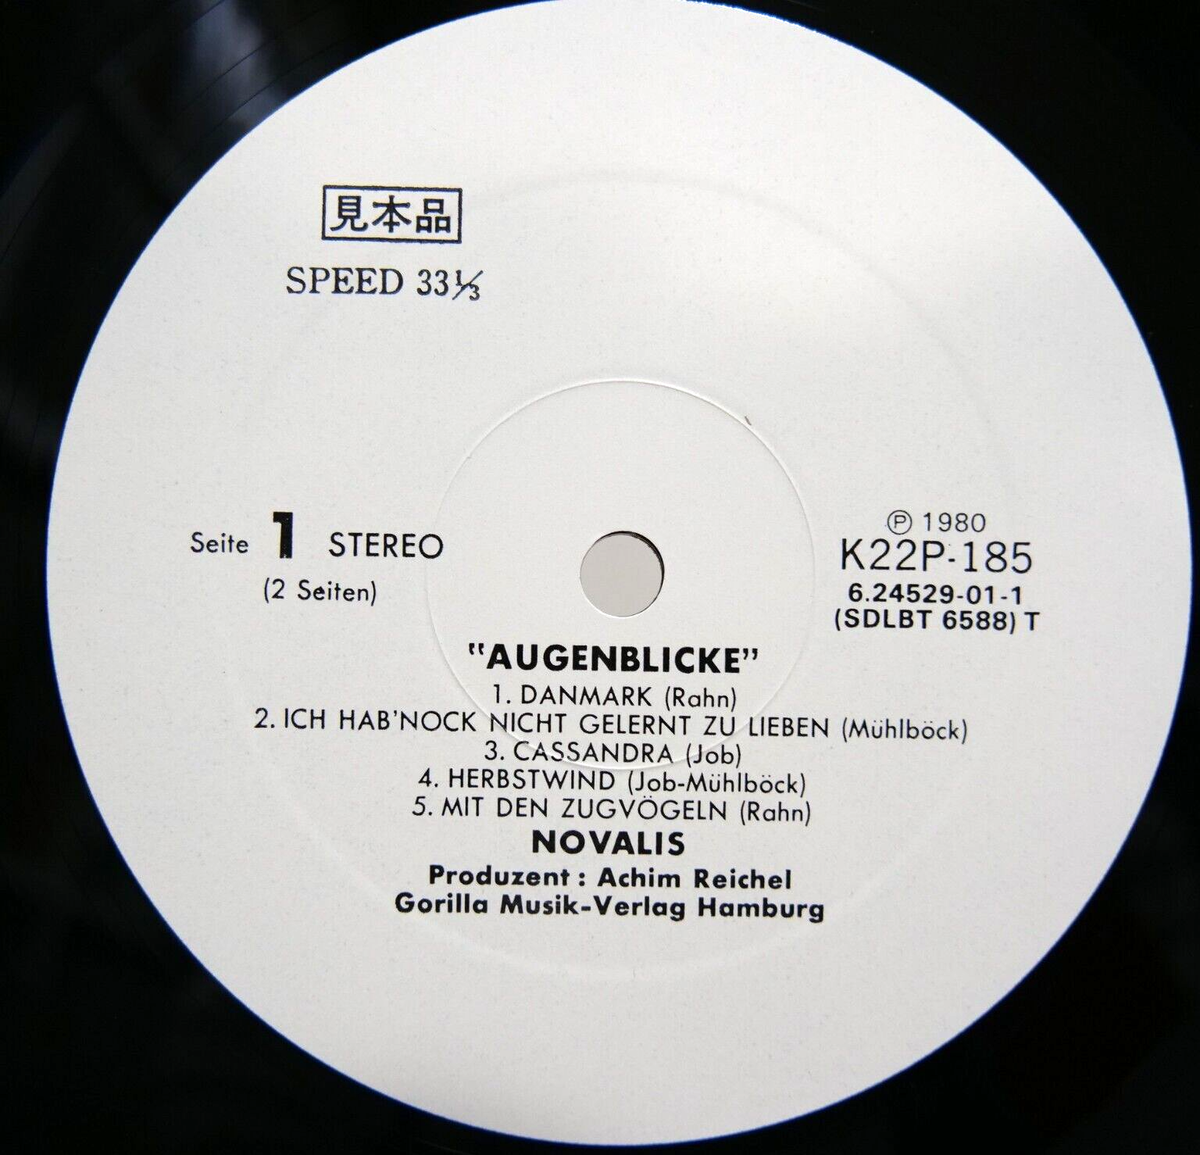 見本品
SPEED 33⅓
Seite 1 STEREO
(2 Seiten)
℗ 1980
K22P-185
6.24529-01-1
(SDLBT 6588) T
"AUGENBLICKE"
1. DANMARK (Rahn)
2. ICH HAB'NOCK NICHT GELERNT ZU LIEBEN (Mühlböck)
3. CASSANDRA (Job)
4. HERBSTWIND (Job-Mühlböck)
5. MIT DEN ZUGVÖGELN (Rahn)
NOVALIS
Produzent : Achim Reichel
Gorilla Musik-Verlag Hamburg